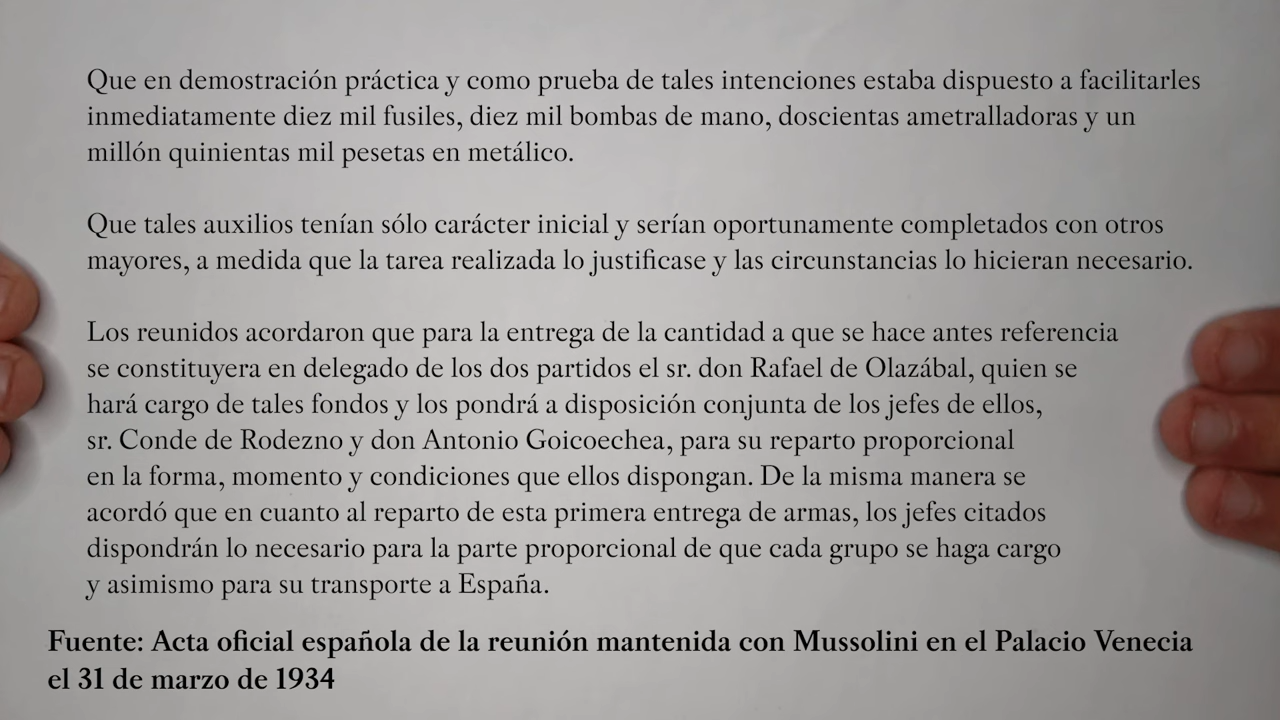 Que en demostración práctica y como prueba de tales intenciones estaba dispuesto a facilitarles
inmediatamente diez mil fusiles, diez mil bombas de mano, doscientas ametralladoras y un
millón quinientas mil pesetas en metálico.
Que tales auxilios tenían sólo carácter inicial y serían oportunamente completados con otros
mayores, a medida que la tarea realizada lo justificase y las circunstancias lo hicieran necesario.
Los reunidos acordaron que para la entrega de la cantidad a que se hace antes referencia
se constituyera en delegado de los dos partidos el sr. don Rafael de Olazábal, quien se
hará cargo de tales fondos y los pondrá a disposición conjunta de los jefes de ellos,
sr. Conde de Rodezno y don Antonio Goicoechea, para su reparto proporcional
en la forma, momento y condiciones que ellos dispongan. De la misma manera se
acordó que en cuanto al reparto de esta primera entrega de armas, los jefes citados
dispondrán lo necesario para la parte proporcional de que cada grupo se haga cargo
y asimismo para su transporte a España.
Fuente: Acta oficial española de la reunión mantenida con Mussolini en el Palacio Venecia
el 31 de marzo de 1934